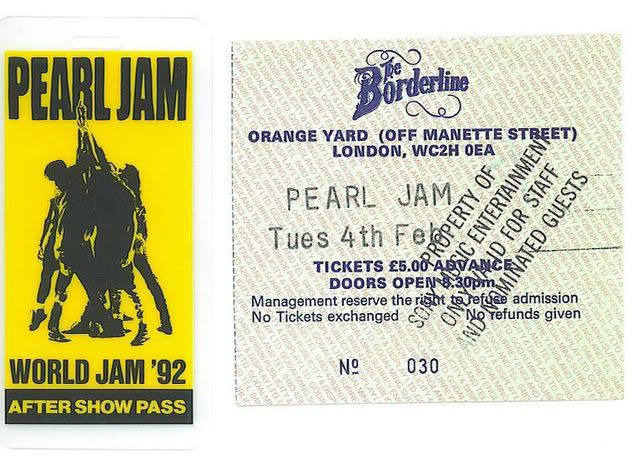 PEARL JAM
WORLD JAM '92
AFTER SHOW PASS
The Borderline
ORANGE YARD (OFF MANETTE STREET)
LONDON, WC2H 0EA
PEARL JAM
Tues 4th Feb
TICKETS £5.00 ADVANCE
DOORS OPEN 8.30pm
Management reserve the right to refuse admission
No Tickets exchanged No refunds given
Nº 030
PROPERTY OF
SONY MUSIC ENTERTAINMENT
ONLY VALID FOR STAFF
AND NOMINATED GUESTS